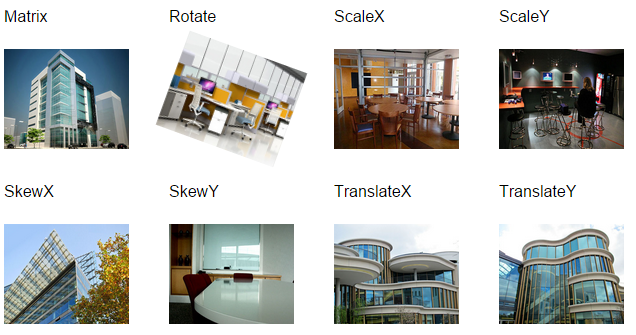 Matrix
Rotate
ScaleX
ScaleY
SkewX
SkewY
TranslateX
TranslateY